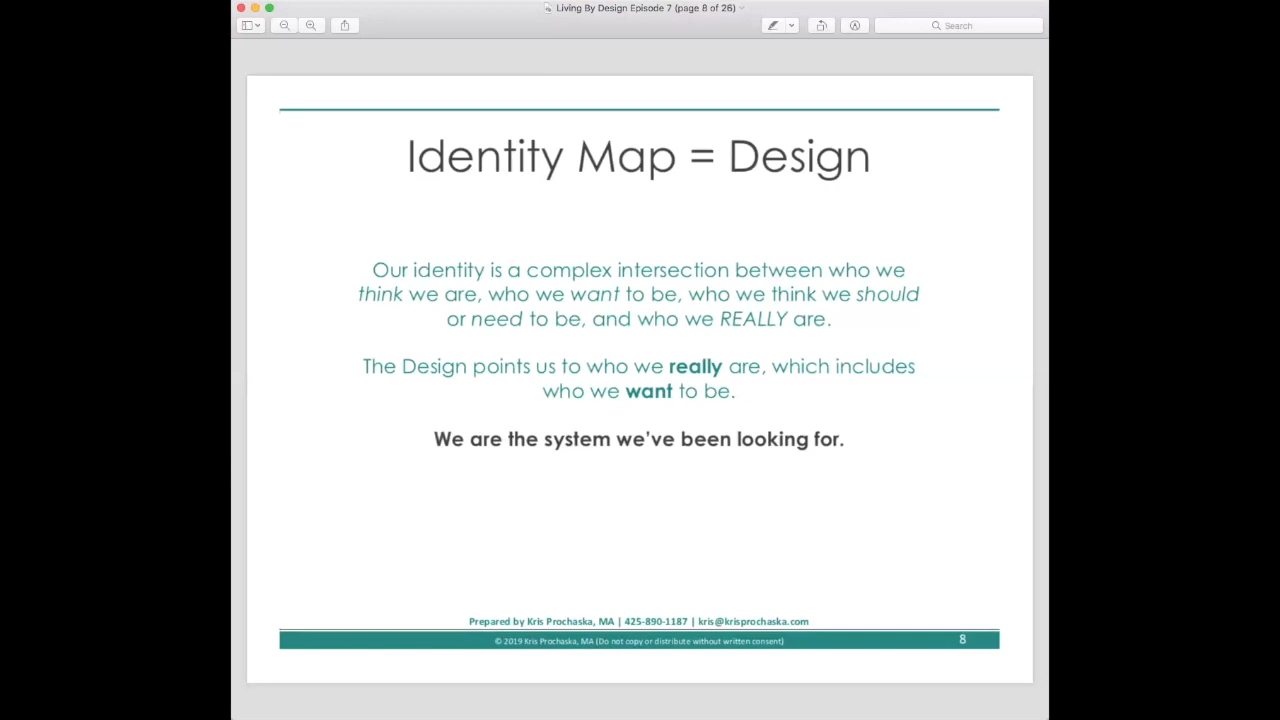 Living By Design Episode 7 (page 8 of 26)
Search
Identity Map = Design
Our identity is a complex intersection between who we
think we are, who we want to be, who we think we should
or need to be, and who we REALLY are.
The Design points us to who we really are, which includes
who we want to be.
We are the system we've been looking for.
Prepared by Kris Prochaska, MA | 425-890-1187 | kris@krisprochaska.com
© 2019 Kris Prochaska, MA (Do not copy or distribute without written consent)
8